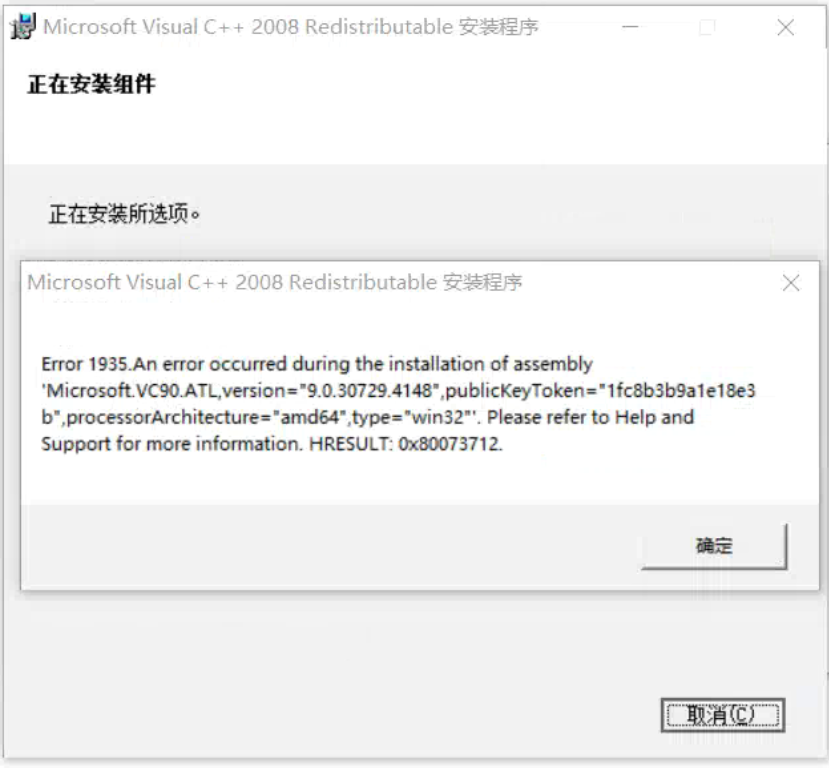 Microsoft Visual C++ 2008 Redistributable 安装程序
正在安装组件
正在安装所选项。
Microsoft Visual C++ 2008 Redistributable 安装程序
Error 1935.An error occurred during the installation of assembly
'Microsoft.VC90.ATL,version="9.0.30729.4148",publicKeyToken="1fc8b3b9a1e18e3
b",processorArchitecture="amd64",type="win32"'. Please refer to Help and
Support for more information. HRESULT: 0x80073712.
确定
取消(C)